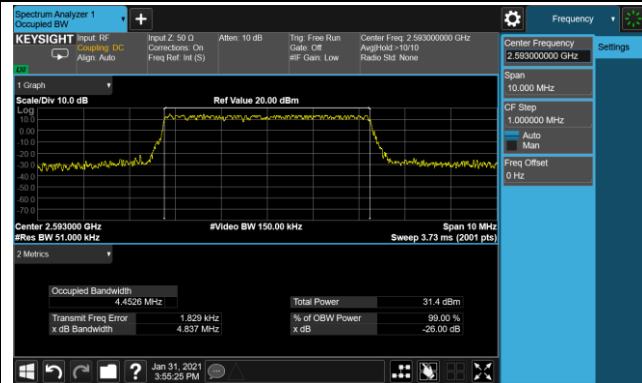 Spectrum Analyzer 1
Occupied BW
+
Frequency
KEYSIGHT
Input: RF
Coupling: DC
Align: Auto
Input Z: 50 Ω
Corrections: On
Freq Ref: Int (S)
Atten: 10 dB
Trig: Free Run
Gate: Off
#IF Gain: Low
Center Freq: 2.593000000 GHz
Avg|Hold:>10/10
Radio Std: None
LXI
Center Frequency
2.593000000 GHz
Settings
Span
10.000 MHz
CF Step
1.000000 MHz
Auto
Man
Freq Offset
0 Hz
1 Graph
Scale/Div 10.0 dB
Ref Value 20.00 dBm
Log
10.0
0.00
-10.0
-20.0
-30.0
-40.0
-50.0
-60.0
-70.0
Center 2.593000 GHz
#Video BW 150.00 kHz
Span 10 MHz
#Res BW 51.000 kHz
Sweep 3.73 ms (2001 pts)
2 Metrics
Occupied Bandwidth
4.4526 MHz
Total Power
31.4 dBm
Transmit Freq Error
1.829 kHz
% of OBW Power
99.00 %
x dB Bandwidth
4.837 MHz
x dB
-26.00 dB
?
Jan 31, 2021
3:55:25 PM